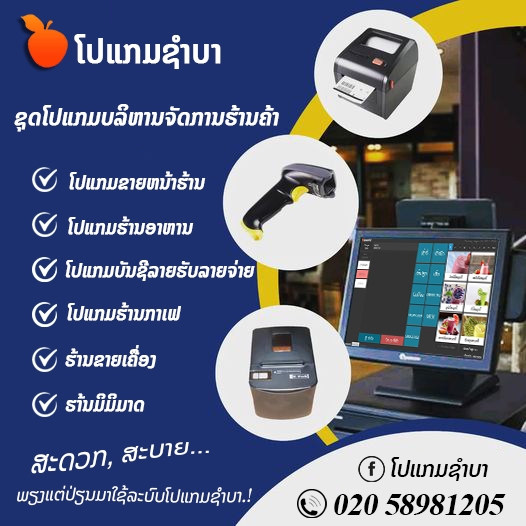 ໂປແກມຊຳບາ
ຊຸດໂປແກມບໍລິຫານຈັດການຮ້ານຄ້າ
ໂປແກມຂາຍໜ້າຮ້ານ
ໂປແກມຮ້ານອາຫານ
ໂປແກມບັນຊີລາຍຮັບລາຍຈ່າຍ
ໂປແກມຮ້ານກາເຟ
ຮ້ານຂາຍເຄື່ອງ
ຮ້ານມິນິມາດ
ສະດວກ, ສະບາຍ...
ພຽງແຕ່ປ່ຽນມາໃຊ້ລະບົບໂປແກມຊຳບາ.!
ໂປແກມຊຳບາ
020 58981205